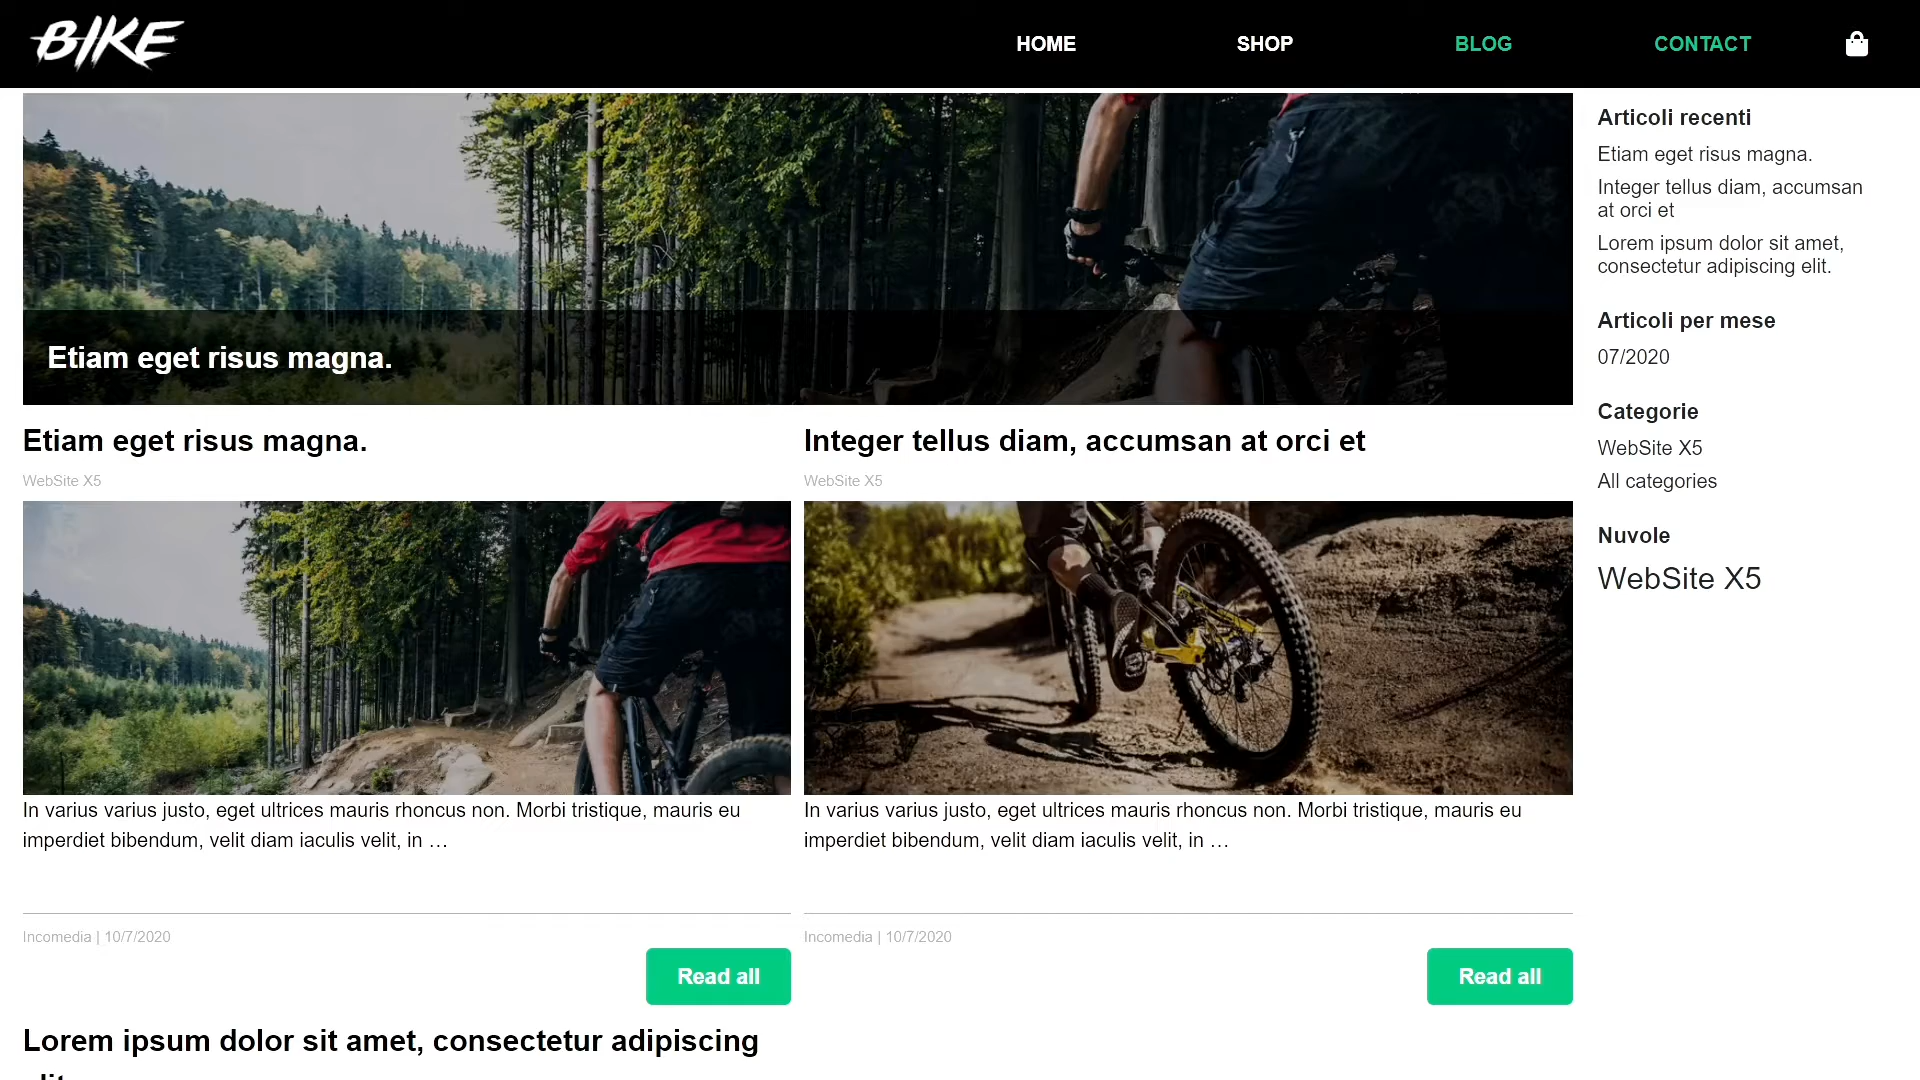 BIKE
HOME
SHOP
BLOG
CONTACT
Etiam eget risus magna.
Etiam eget risus magna.
WebSite X5
In varius varius justo, eget ultrices mauris rhoncus non. Morbi tristique, mauris eu
imperdiet bibendum, velit diam iaculis velit, in …
Incomedia | 10/7/2020
Read all
Integer tellus diam, accumsan at orci et
WebSite X5
In varius varius justo, eget ultrices mauris rhoncus non. Morbi tristique, mauris eu
imperdiet bibendum, velit diam iaculis velit, in …
Incomedia | 10/7/2020
Read all
Lorem ipsum dolor sit amet, consectetur adipiscing
Articoli recenti
Etiam eget risus magna.
Integer tellus diam, accumsan
at orci et
Lorem ipsum dolor sit amet,
consectetur adipiscing elit.
Articoli per mese
07/2020
Categorie
WebSite X5
All categories
Nuvole
WebSite X5